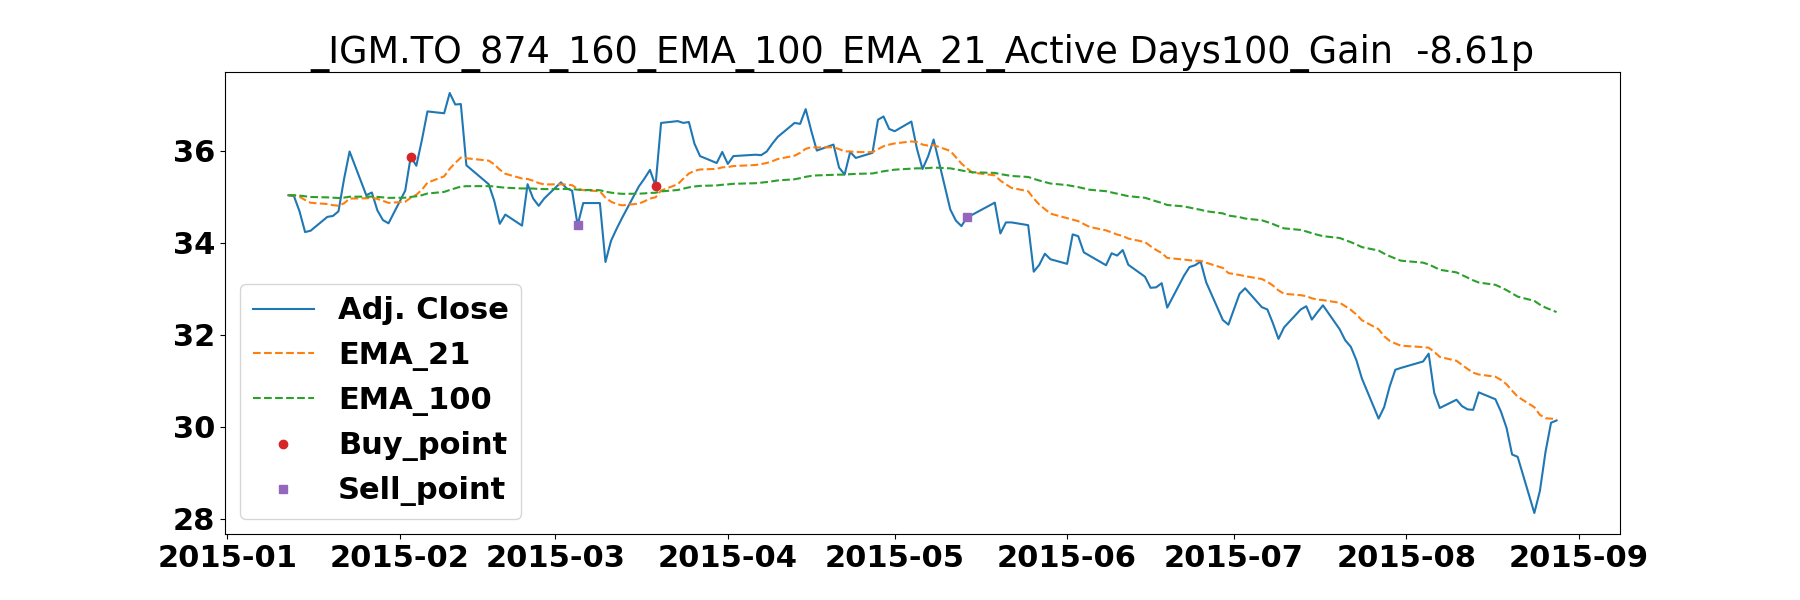 _IGM.TO_874_160_EMA_100_EMA_21_Active Days100_Gain  -8.61p
36
34
32
30
28
Adj. Close
EMA_21
EMA_100
Buy_point
Sell_point
2015-01 2015-02 2015-03 2015-04 2015-05 2015-06 2015-07 2015-08 2015-09